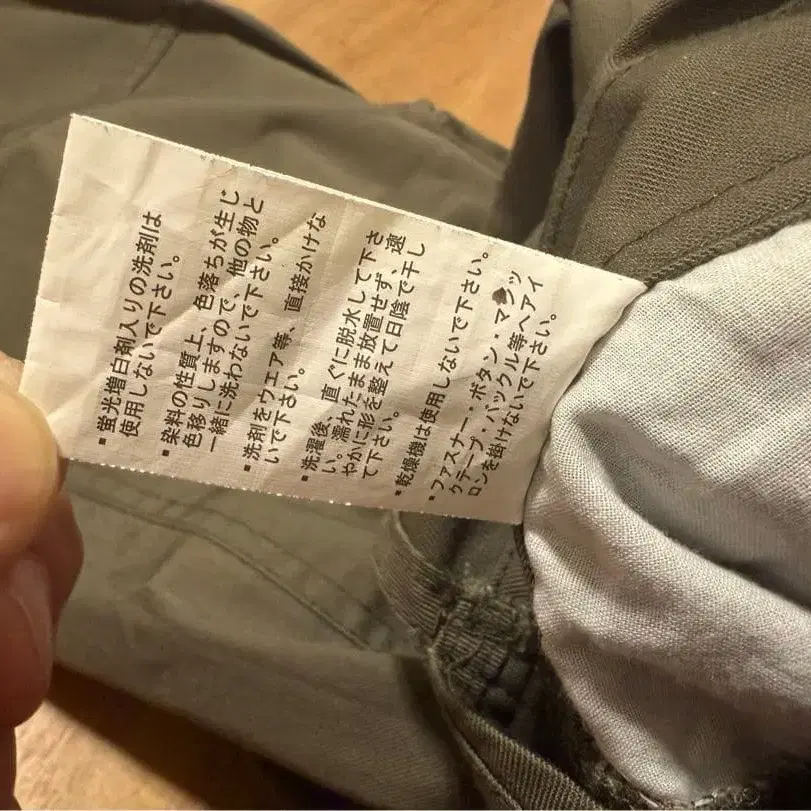 ▪蛍光増白剤入りの洗剤は
使用しないで下さい。
▪染料の性質上、色落ちが生じ
色移りしますので、他の物と
一緒に洗わないで下さい。
▪洗剤をウエア等、直接かけな
いで下さい。
▪洗濯後、直ぐに脱水して下さ
い。濡れたまま放置せず、速
やかに形を整えて日陰で干し
て下さい。
▪乾燥機は使用しないで下さい。
▪ファスナー・ボタン・マジッ
クテープ・バックル等へアイ
ロンを掛けないで下さい。